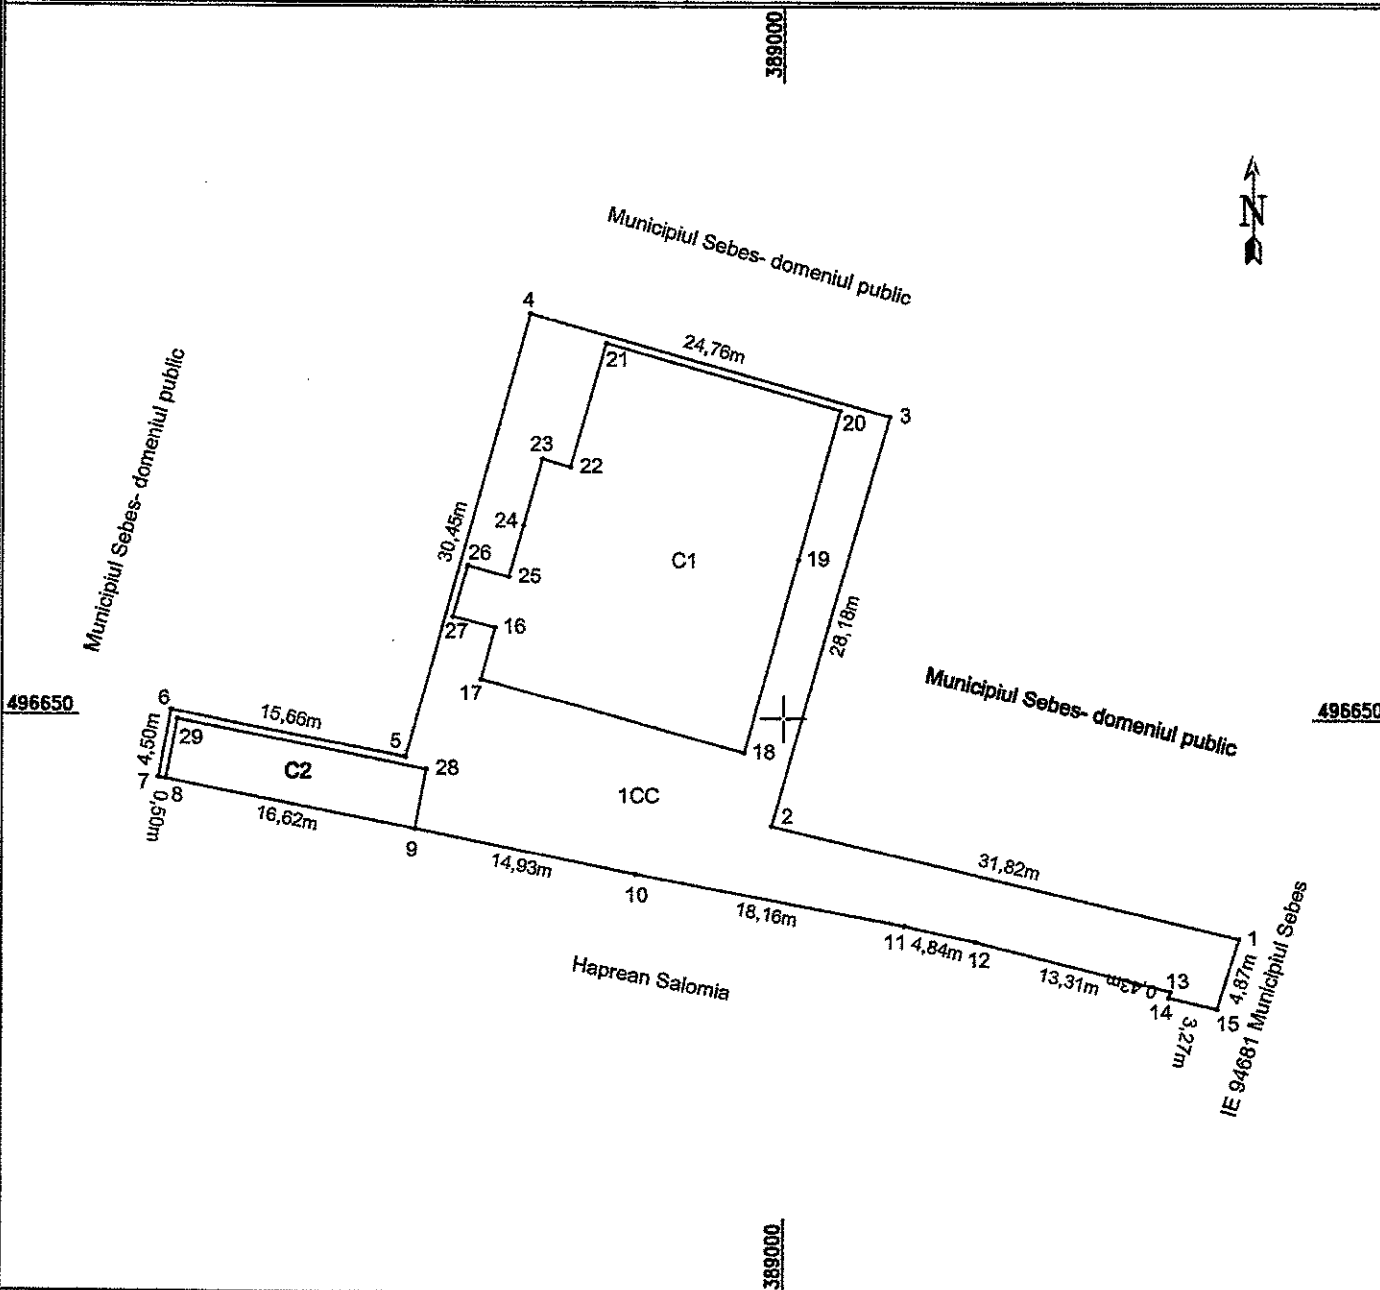 389000
N
Municipiul Sebes- domeniul public
4
24,76m
21
3
20
Municipiul Sebes- domeniul public
23
22
30,45m
24
26
25
C1
19
27
16
28,18m
17
Municipiul Sebes- domeniul public
496650
496650
6
15,66m
5
4,50m
29
28
18
7
8
C2
1CC
2
0,50m
16,62m
9
14,93m
31,82m
10
18,16m
1
11
4,84m
12
13,31m
0,43m
13
14
4,87m
15
3,27m
Haprean Salomia
IE 94681 Municipiul Sebes
389000